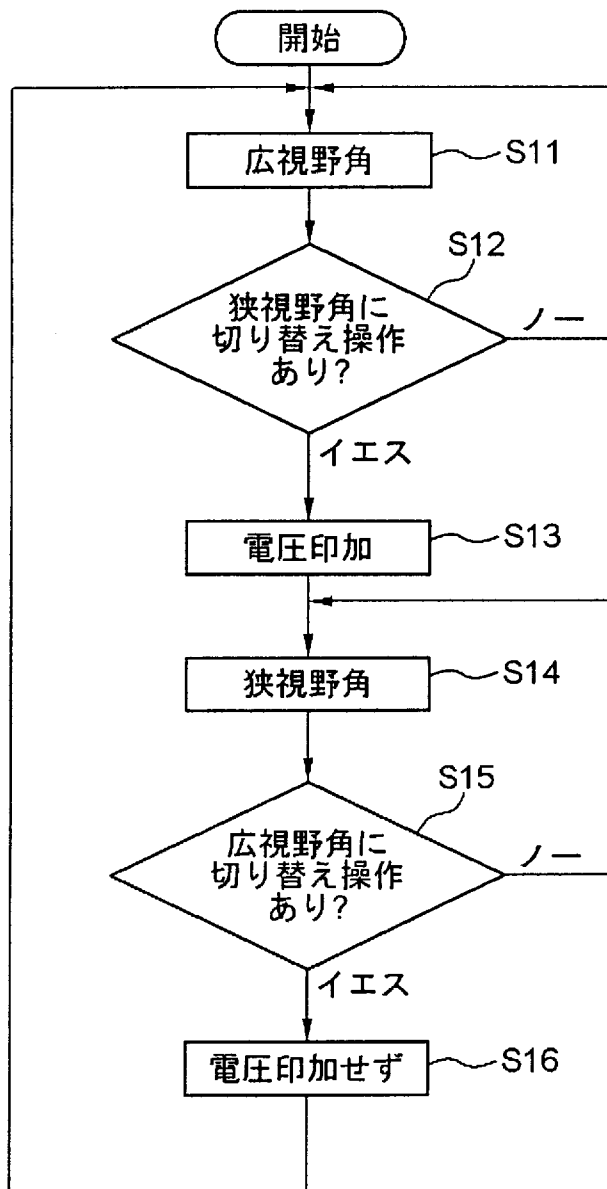 開始
広視野角
S11
S12
狭視野角に
切り替え操作
あり?
ノー
イエス
電圧印加
S13
狭視野角
S14
S15
広視野角に
切り替え操作
あり?
ノー
イエス
電圧印加せず
S16